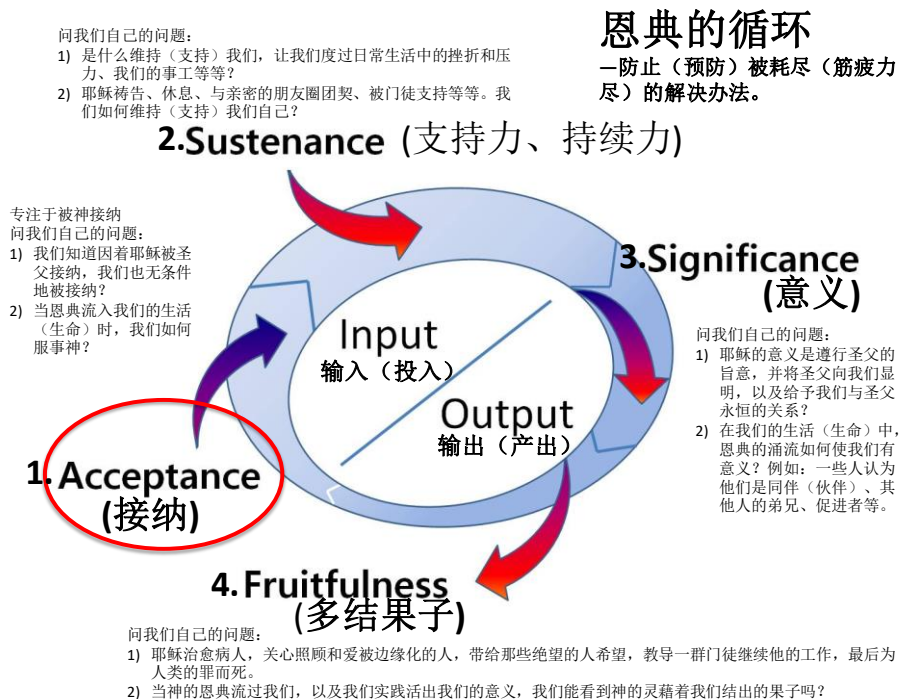 恩典的循环
—防止（预防）被耗尽（筋疲力
尽）的解决办法。
问我们自己的问题：
1) 是什么维持（支持）我们，让我们度过日常生活中的挫折和压
力、我们的事工等等？
2) 耶稣祷告、休息、与亲密的朋友圈团契、被门徒支持等等。我
们如何维持（支持）我们自己？
2.Sustenance (支持力、持续力)
专注于被神接纳
问我们自己的问题：
1) 我们知道因着耶稣被圣
父接纳，我们也无条件
地被接纳？
2) 当恩典流入我们的生活
（生命）时，我们如何
服事神？
3.Significance
(意义)
问我们自己的问题：
1) 耶稣的意义是遵行圣父的
旨意，并将圣父向我们显
明，以及给予我们与圣父
永恒的关系？
2) 在我们的生活（生命）中，
恩典的涌流如何使我们有
意义？例如：一些人认为
他们是同伴（伙伴）、其
他人的弟兄、促进者等。
Input
输入（投入）
Output
输出（产出）
1. Acceptance
(接纳)
4. Fruitfulness
(多结果子)
问我们自己的问题：
1) 耶稣治愈病人，关心照顾和爱被边缘化的人，带给那些绝望的人希望，教导一群门徒继续他的工作，最后为
人类的罪而死。
2) 当神的恩典流过我们，以及我们实践活出我们的意义，我们能看到神的灵藉着我们结出的果子吗？